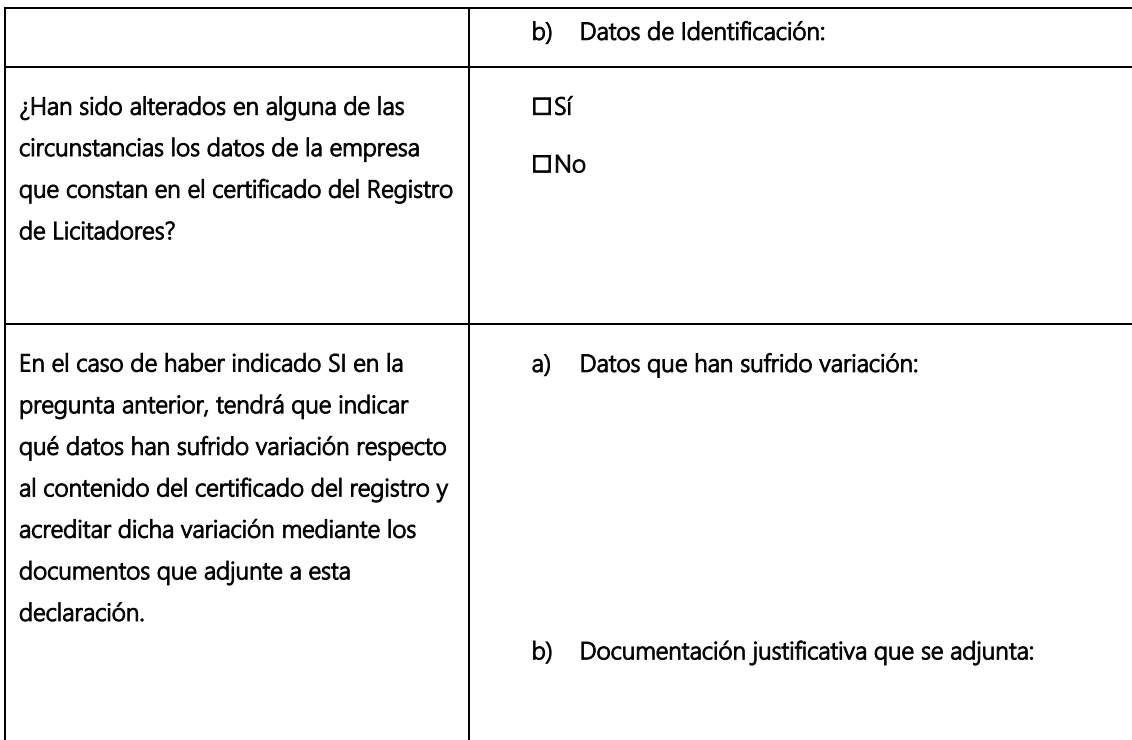 b) Datos de Identificación:
¿Han sido alterados en alguna de las
circunstancias los datos de la empresa
que constan en el certificado del Registro
de Licitadores?
☐Sí
☐No
En el caso de haber indicado SI en la
pregunta anterior, tendrá que indicar
qué datos han sufrido variación respecto
al contenido del certificado del registro y
acreditar dicha variación mediante los
documentos que adjunte a esta
declaración.
a) Datos que han sufrido variación:
b) Documentación justificativa que se adjunta: